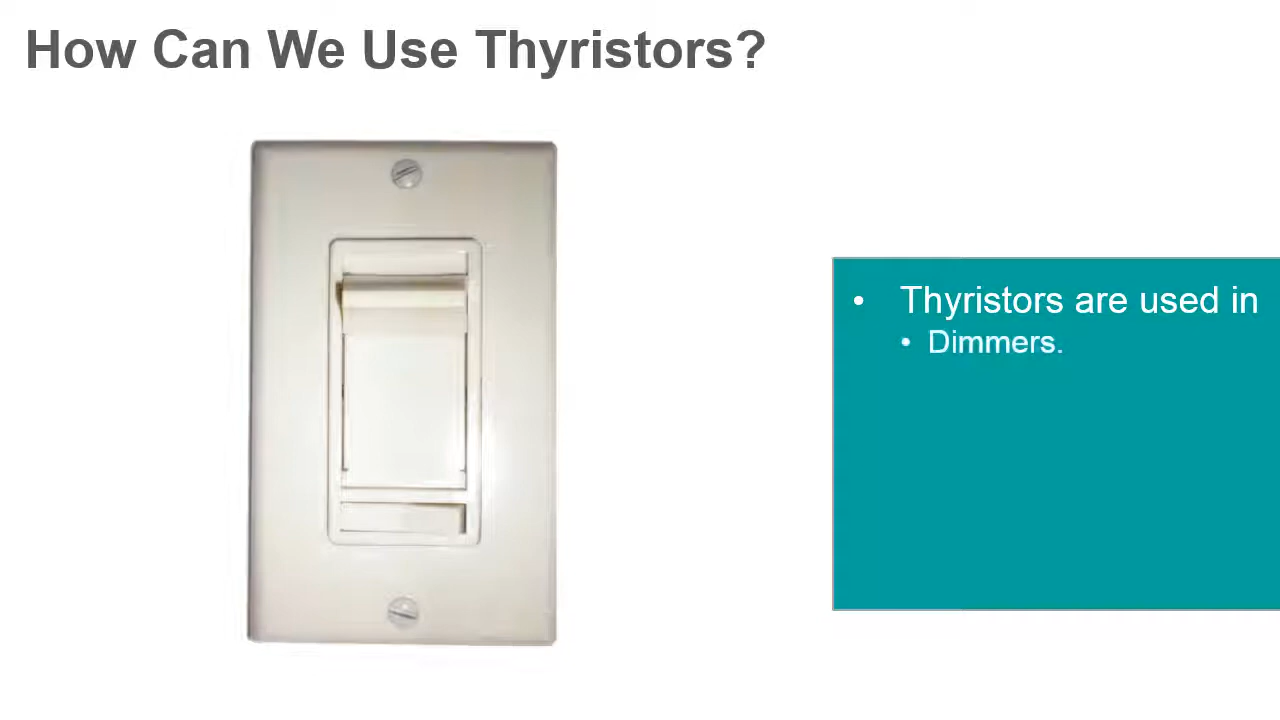 How Can We Use Thyristors?
• Thyristors are used in
• Dimmers.